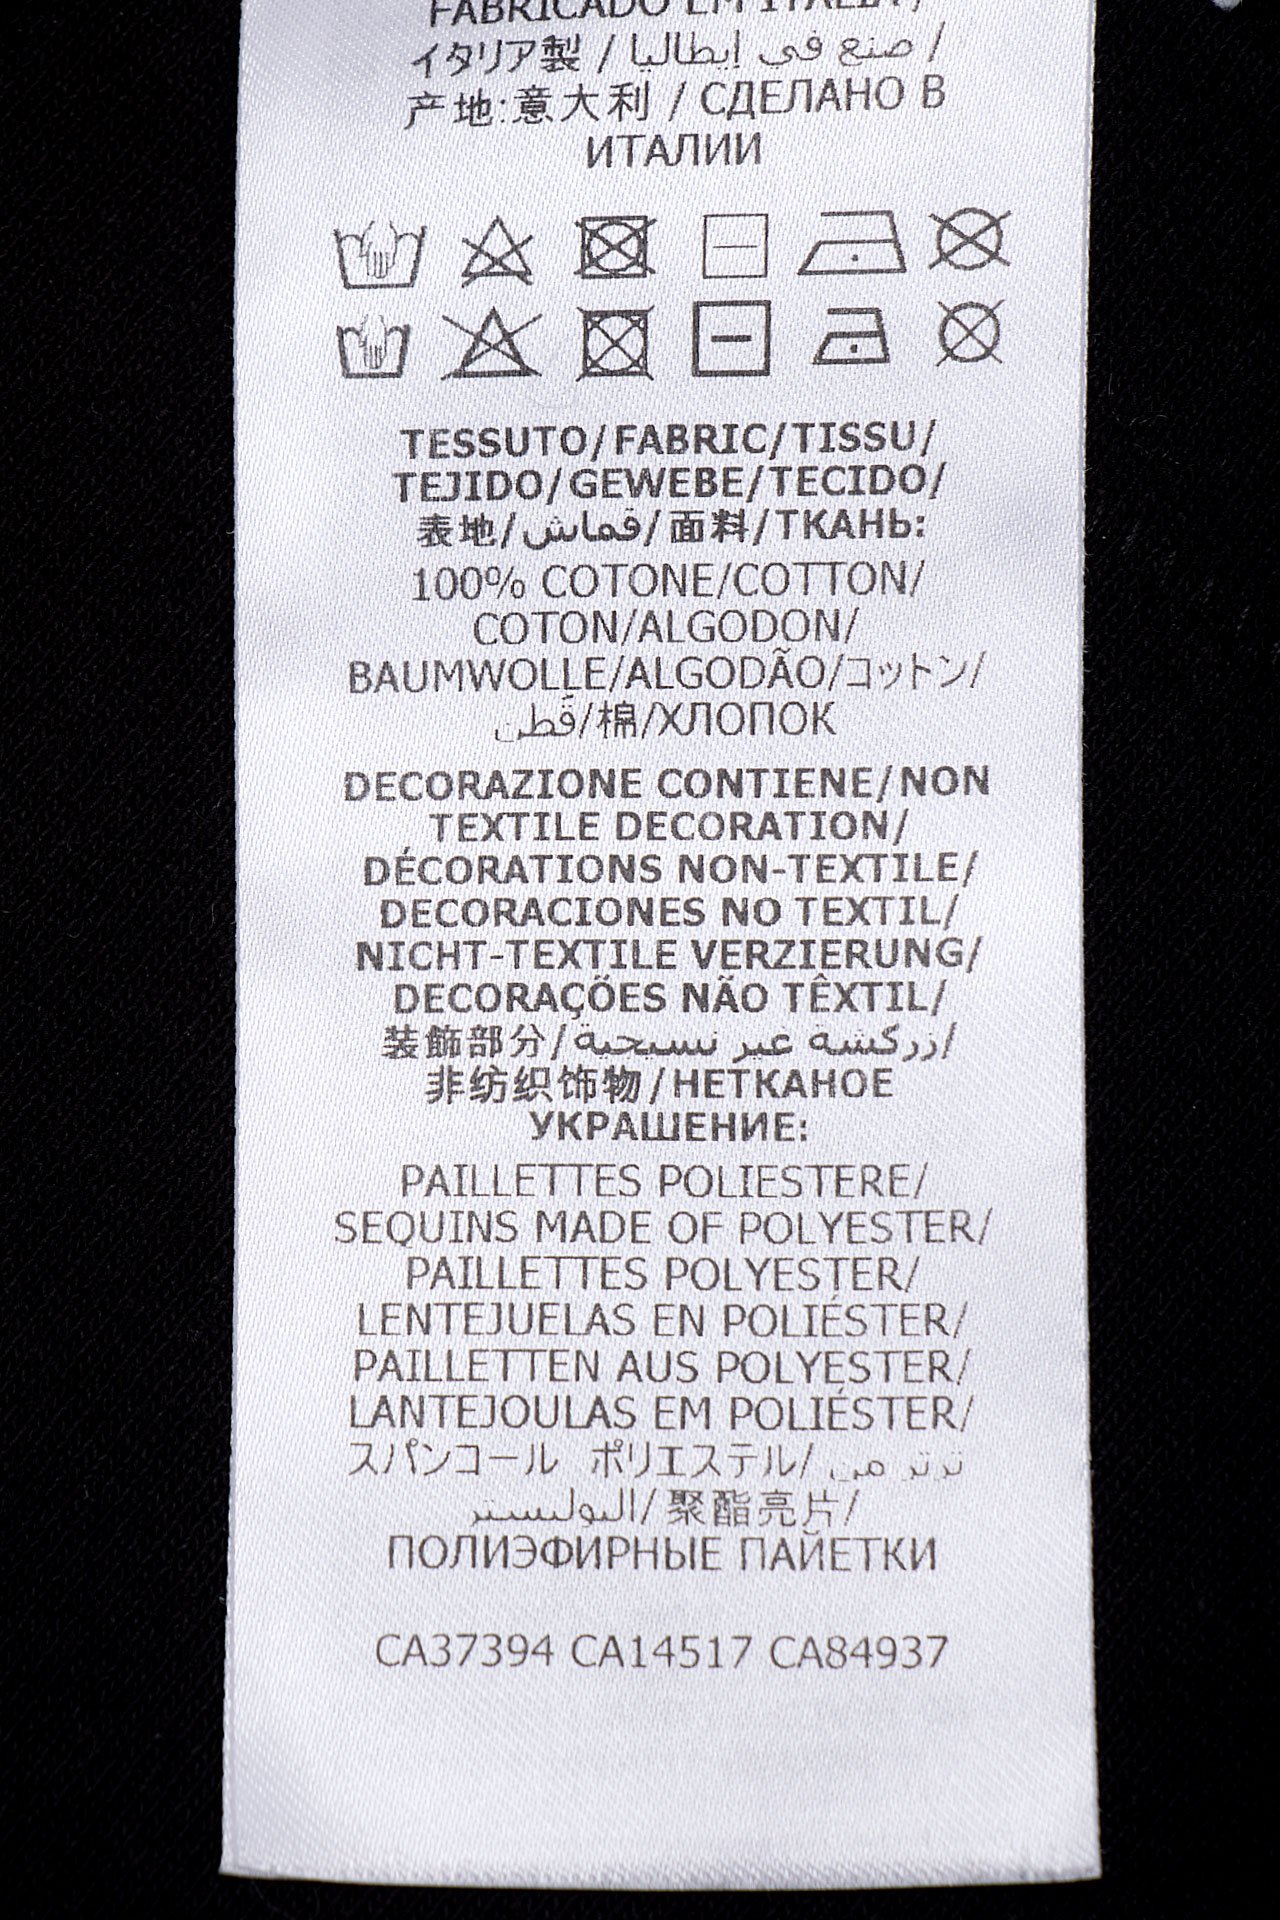 FABRICADO EM ITALIA/
イタリア製 / صنع في إيطاليا /
产地:意大利 / СДЕЛАНО В
ИТАЛИИ
TESSUTO/FABRIC/TISSU/
TEJIDO/GEWEBE/TECIDO/
表地/قماش/面料/ТКАНЬ:
100% COTONE/COTTON/
COTON/ALGODON/
BAUMWOLLE/ALGODÃO/コットン/
قطن/棉/ХЛОПОК
DECORAZIONE CONTIENE/NON
TEXTILE DECORATION/
DÉCORATIONS NON-TEXTILE/
DECORACIONES NO TEXTIL/
NICHT-TEXTILE VERZIERUNG/
DECORAÇÕES NÃO TÊXTIL/
装飾部分/زركشة غير نسيجية/
非纺织饰物/НЕТКАНОЕ
УКРАШЕНИЕ:
PAILLETTES POLIESTERE/
SEQUINS MADE OF POLYESTER/
PAILLETTES POLYESTER/
LENTEJUELAS EN POLIÉSTER/
PAILLETTEN AUS POLYESTER/
LANTEJOULAS EM POLIÉSTER/
スパンコール ポリエステル/ ترتر من
البوليستر/聚酯亮片/
ПОЛИЭФИРНЫЕ ПАЙЕТКИ
CA37394 CA14517 CA84937